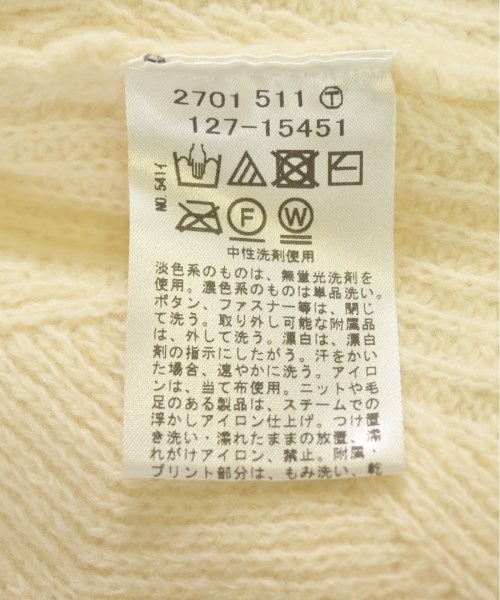 2701 511 Ⓣ
127-15451
NO.541イ
F W
中性洗剤使用
淡色系のものは、無蛍光洗剤を
使用。濃色系のものは単品洗い。
ボタン、ファスナー等は、閉じ
て洗う。取り外し可能な附属品
は、外して洗う。漂白は、漂白
剤の指示にしたがう。汗をかい
た場合、速やかに洗う。アイロ
ンは、当て布使用。ニットや毛
足のある製品は、スチームでの
浮かしアイロン仕上げ。つけ置
き洗い・濡れたままの放置、濡
れがけアイロン、禁止。附属・
プリント部分は、もみ洗い、乾